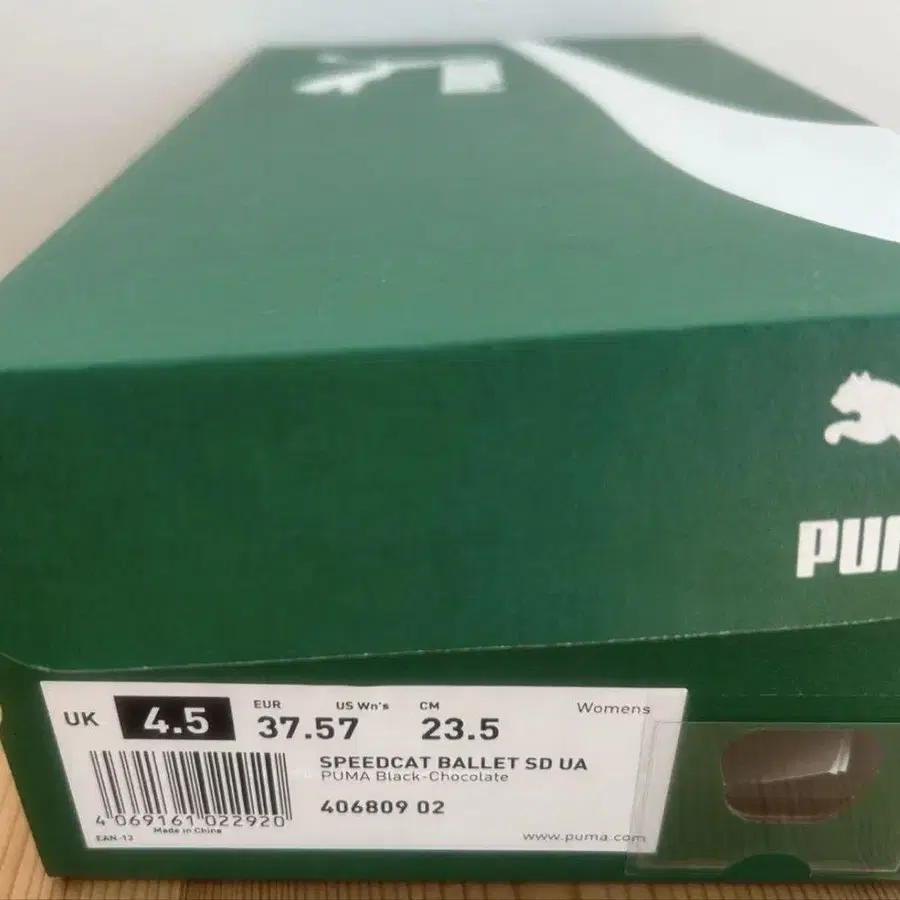 PUM
UK 4.5 EUR 37.57 US Wn's CM 23.5 Womens
SPEEDCAT BALLET SD UA
PUMA Black-Chocolate
406809 02
4 069161 022920
EAN-13 Made in China
www.puma.com